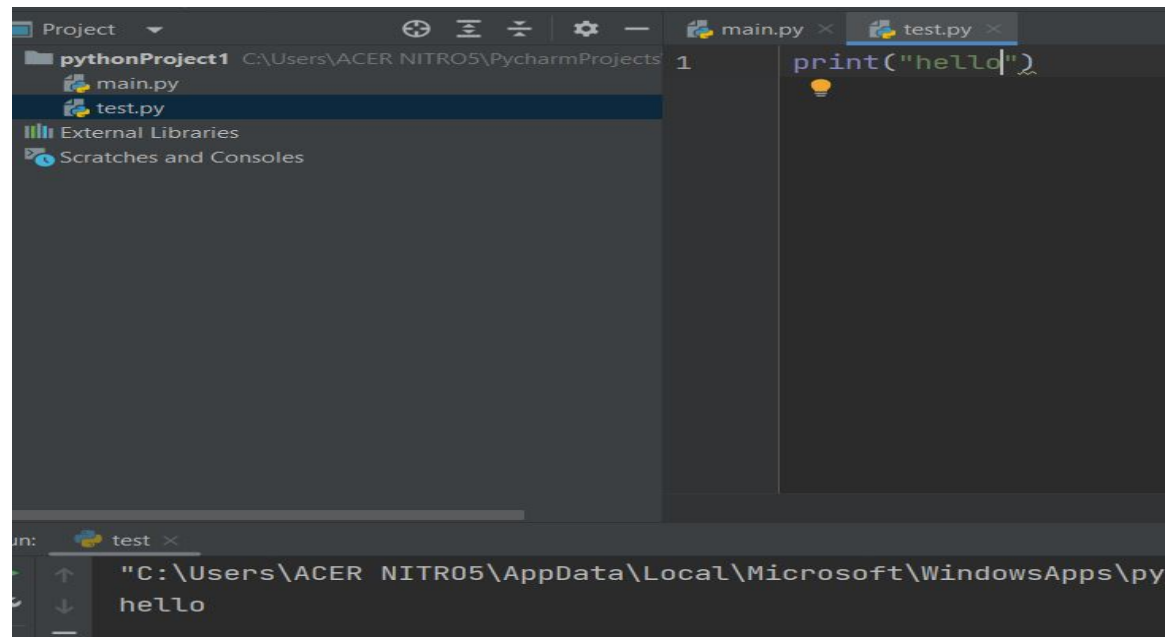 Project
pythonProject1 C:\Users\ACER NITRO5\PycharmProjects
main.py
test.py
External Libraries
Scratches and Consoles
main.py test.py
1 print("hello")
un: test
"C:\Users\ACER NITRO5\AppData\Local\Microsoft\WindowsApps\py
hello